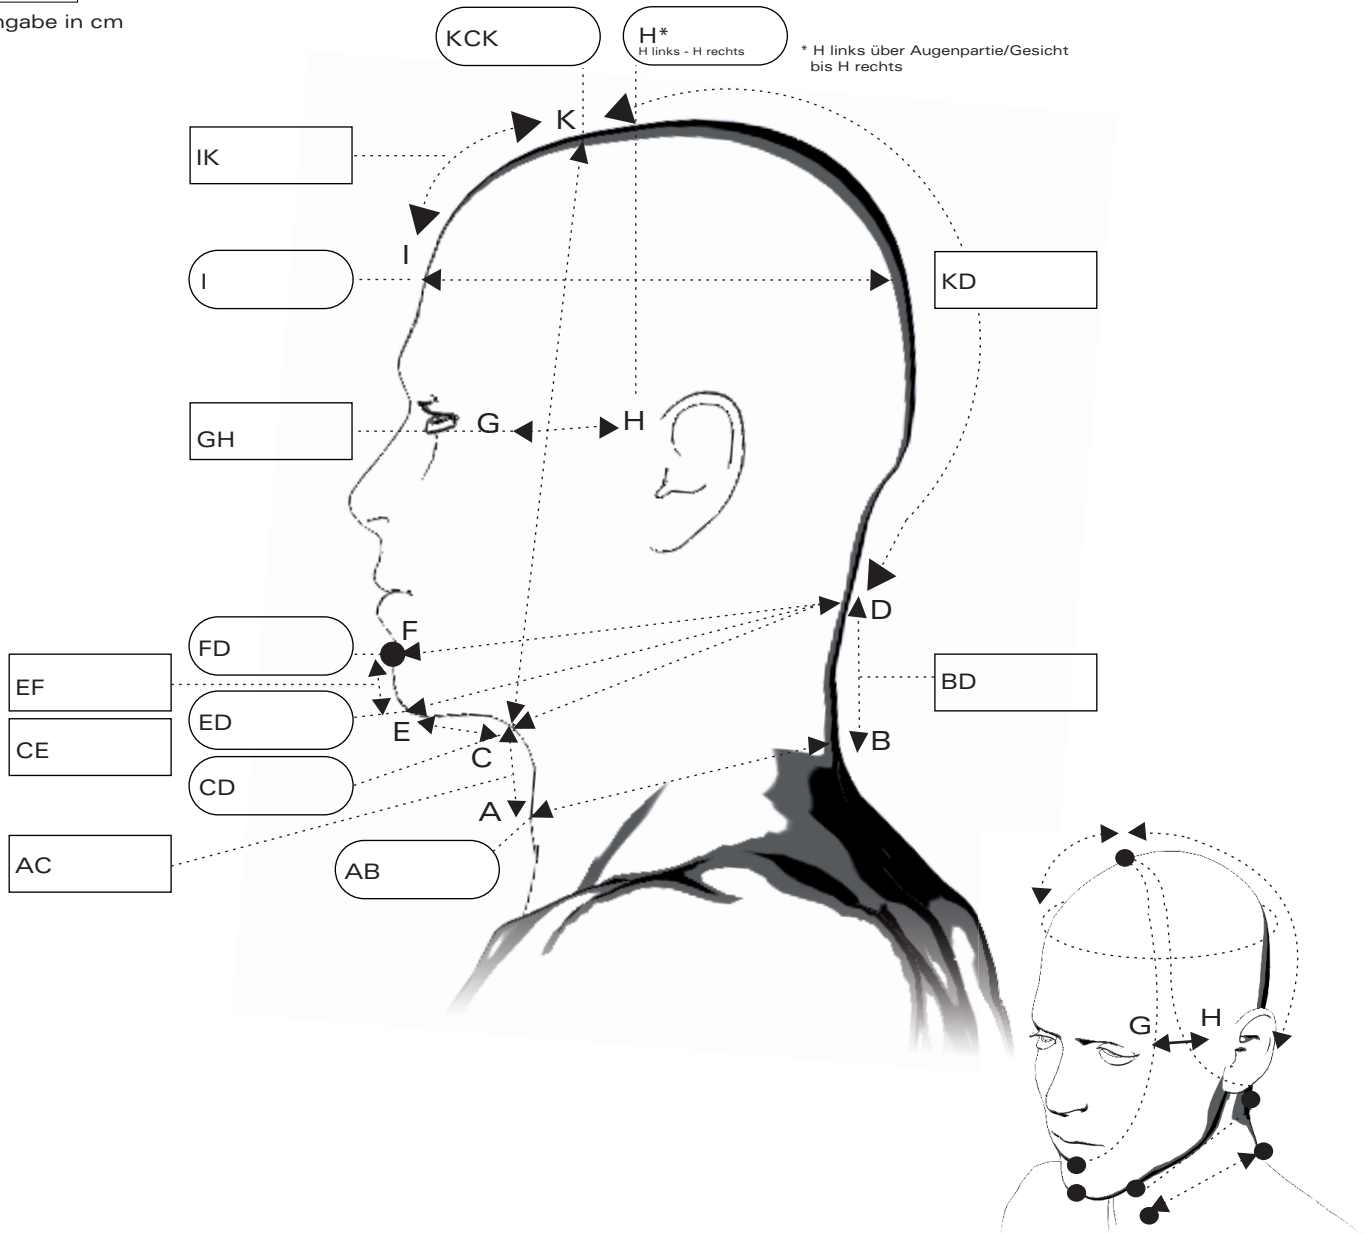 ngabe in cm
KCK
H*
H links - H rechts
* H links über Augenpartie/Gesicht
bis H rechts
K
IK
I
I
KD
G
H
GH
D
F
FD
EF
BD
ED
E
B
CE
C
CD
A
AC
AB
G
H